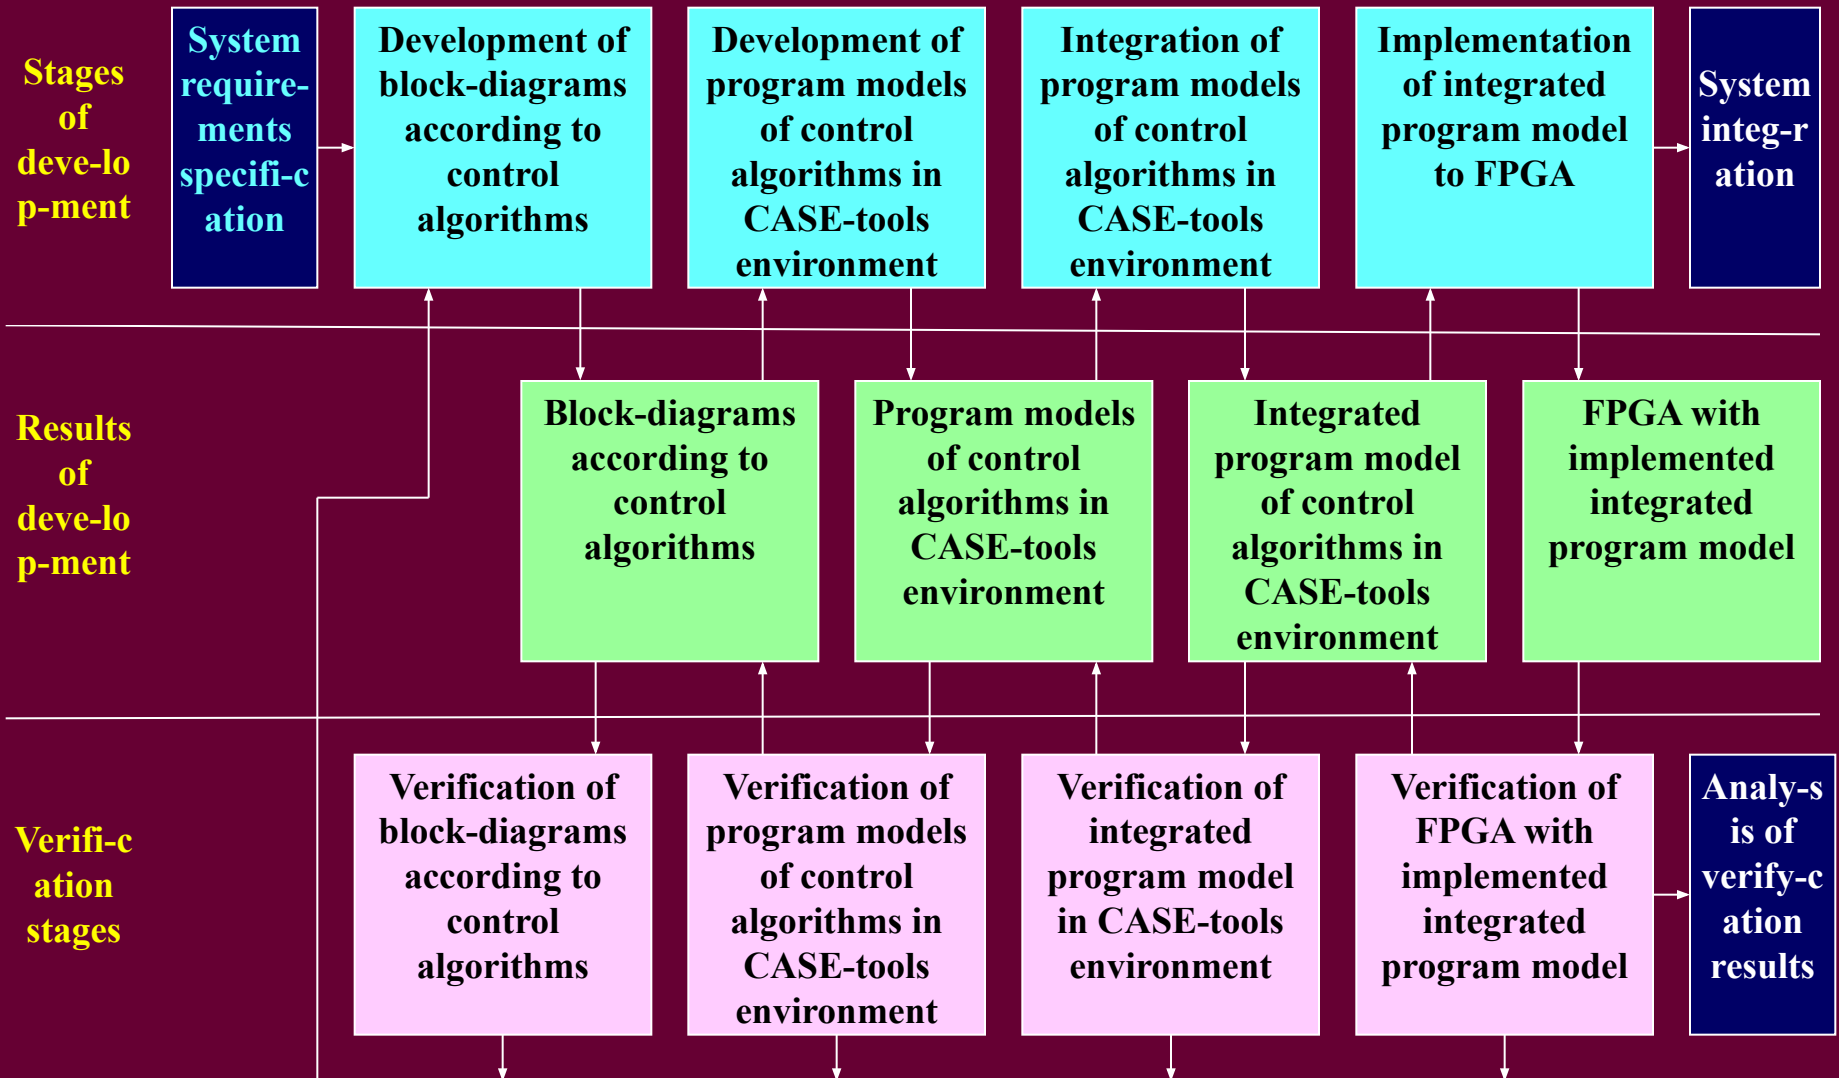 Stages
of
deve-lo
p-ment
System
require-
ments
specifi-c
ation
Development of
block-diagrams
according to
control
algorithms
Development of
program models
of control
algorithms in
CASE-tools
environment
Integration of
program models
of control
algorithms in
CASE-tools
environment
Implementation
of integrated
program model
to FPGA
System
integ-r
ation
Results
of
deve-lo
p-ment
Block-diagrams
according to
control
algorithms
Program models
of control
algorithms in
CASE-tools
environment
Integrated
program model
of control
algorithms in
CASE-tools
environment
FPGA with
implemented
integrated
program model
Verifi-c
ation
stages
Verification of
block-diagrams
according to
control
algorithms
Verification of
program models
of control
algorithms in
CASE-tools
environment
Verification of
integrated
program model
in CASE-tools
environment
Verification of
FPGA with
implemented
integrated
program model
Analy-s
is of
verify-c
ation
results